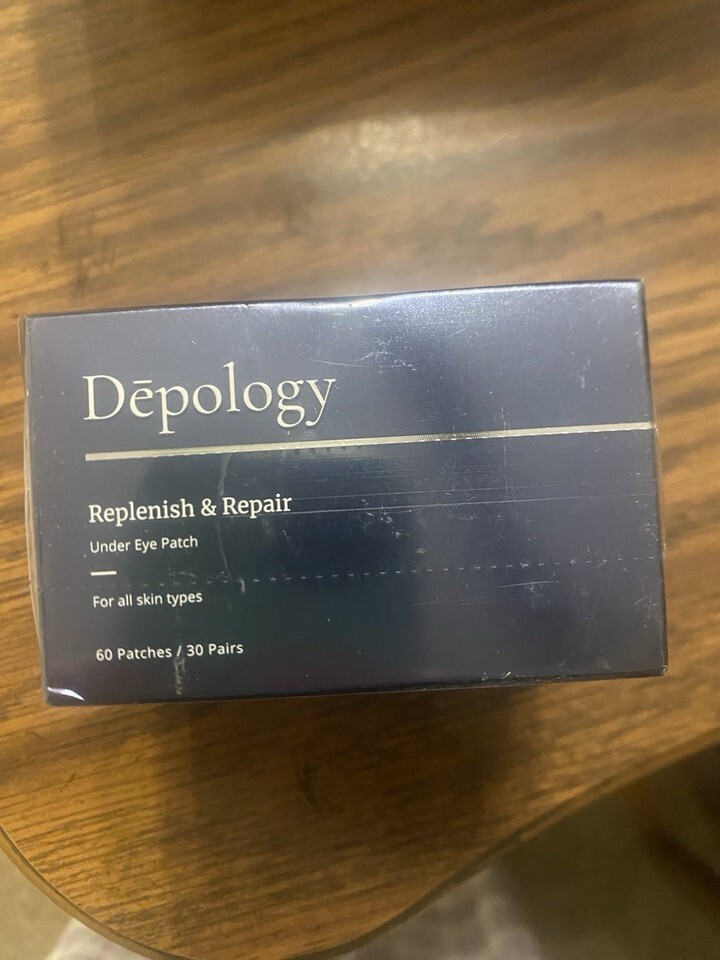 Dēpology
Replenish & Repair
Under Eye Patch
For all skin types
60 Patches / 30 Pairs